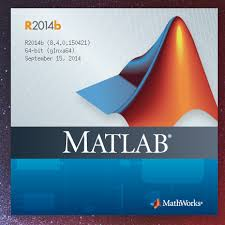 R2014b
R2014b (8.4.0.150421)
64-bit (glnxa64)
September 15, 2014
MATLAB®
MathWorks®